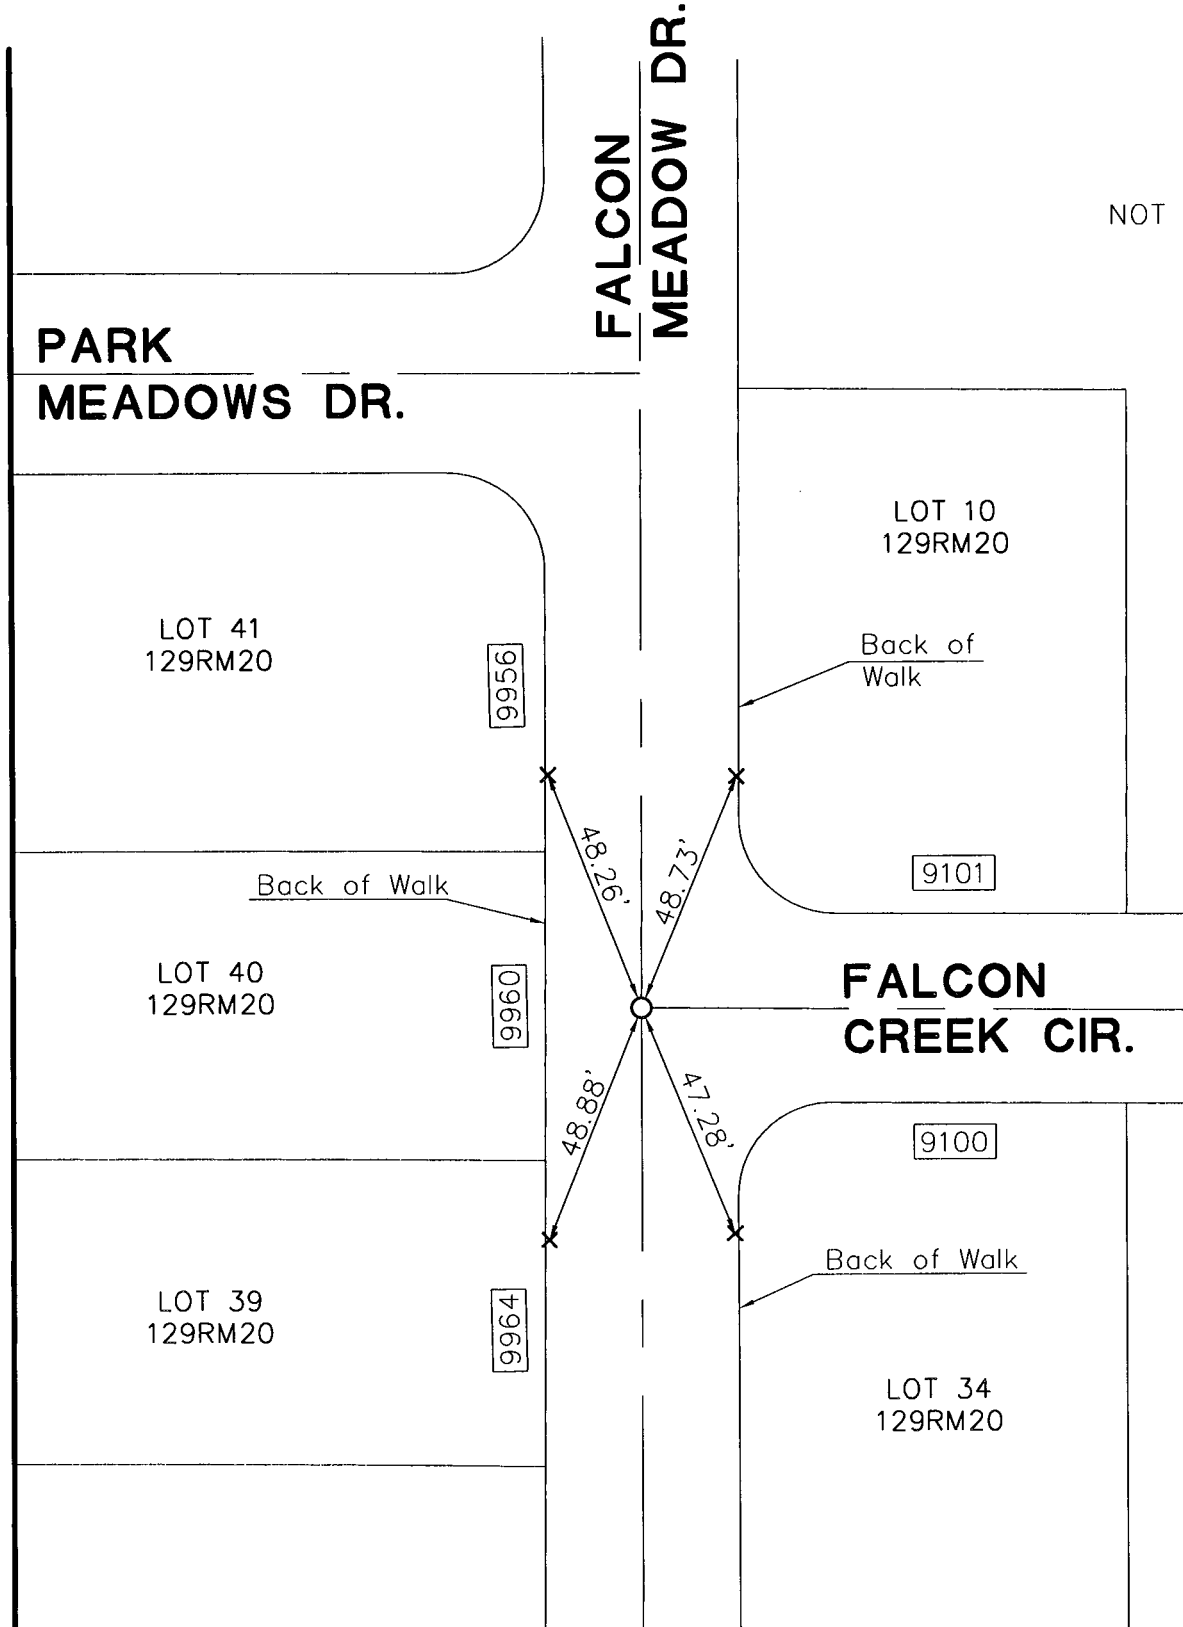 FALCON
MEADOW DR.
NOT
PARK
MEADOWS DR.
LOT 10
129RM20
LOT 41
129RM20
9956
Back of
Walk
48.26'
48.73'
9101
Back of Walk
LOT 40
129RM20
9960
FALCON
CREEK CIR.
48.88'
47.28'
9100
Back of Walk
LOT 39
129RM20
9964
LOT 34
129RM20